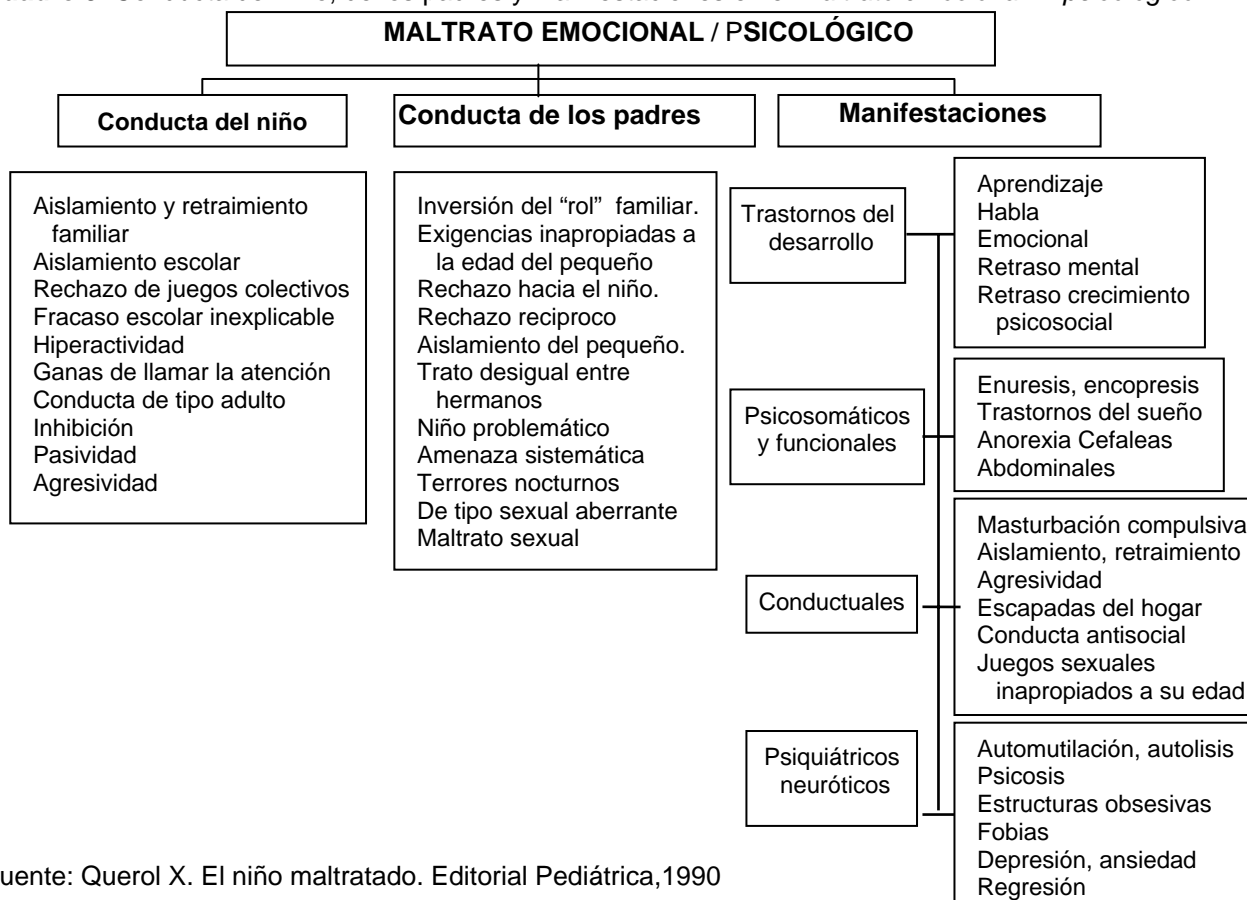 MALTRATO EMOCIONAL / PSICOLÓGICO
Conducta del niño
Conducta de los padres
Manifestaciones
Aislamiento y retraimiento
familiar
Aislamiento escolar
Rechazo de juegos colectivos
Fracaso escolar inexplicable
Hiperactividad
Ganas de llamar la atención
Conducta de tipo adulto
Inhibición
Pasividad
Agresividad
Inversión del “rol” familiar.
Exigencias inapropiadas a
la edad del pequeño
Rechazo hacia el niño.
Rechazo reciproco
Aislamiento del pequeño.
Trato desigual entre
hermanos
Niño problemático
Amenaza sistemática
Terrores nocturnos
De tipo sexual aberrante
Maltrato sexual
Trastornos del
desarrollo
Aprendizaje
Habla
Emocional
Retraso mental
Retraso crecimiento
psicosocial
Psicosomáticos
y funcionales
Enuresis, encopresis
Trastornos del sueño
Anorexia Cefaleas
Abdominales
Conductuales
Masturbación compulsiva
Aislamiento, retraimiento
Agresividad
Escapadas del hogar
Conducta antisocial
Juegos sexuales
inapropiados a su edad
Psiquiátricos
neuróticos
Automutilación, autolisis
Psicosis
Estructuras obsesivas
Fobias
Depresión, ansiedad
Regresión
uente: Querol X. El niño maltratado. Editorial Pediátrica,1990